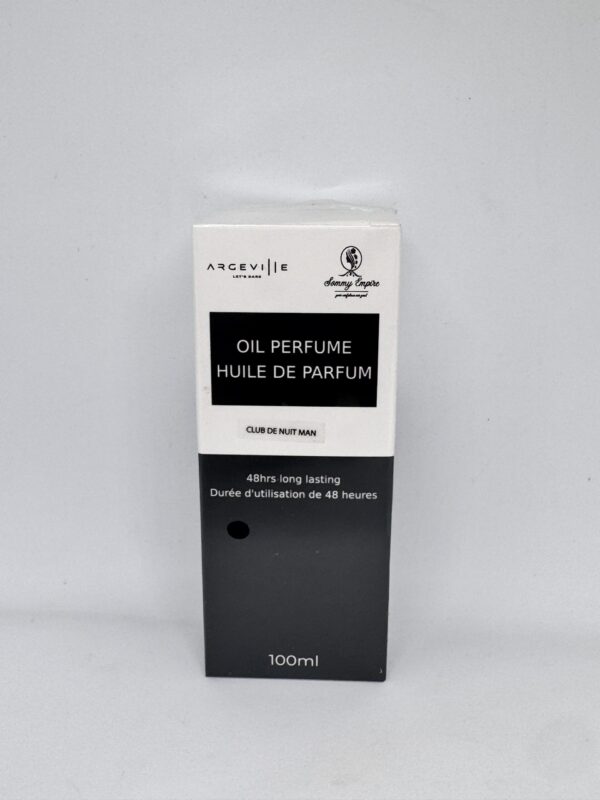 ARGEVILLE
LET'S DARE
Sommy Empire
OIL PERFUME
HUILE DE PARFUM
CLUB DE NUIT MAN
48hrs long lasting
Durée d'utilisation de 48 heures
100ml